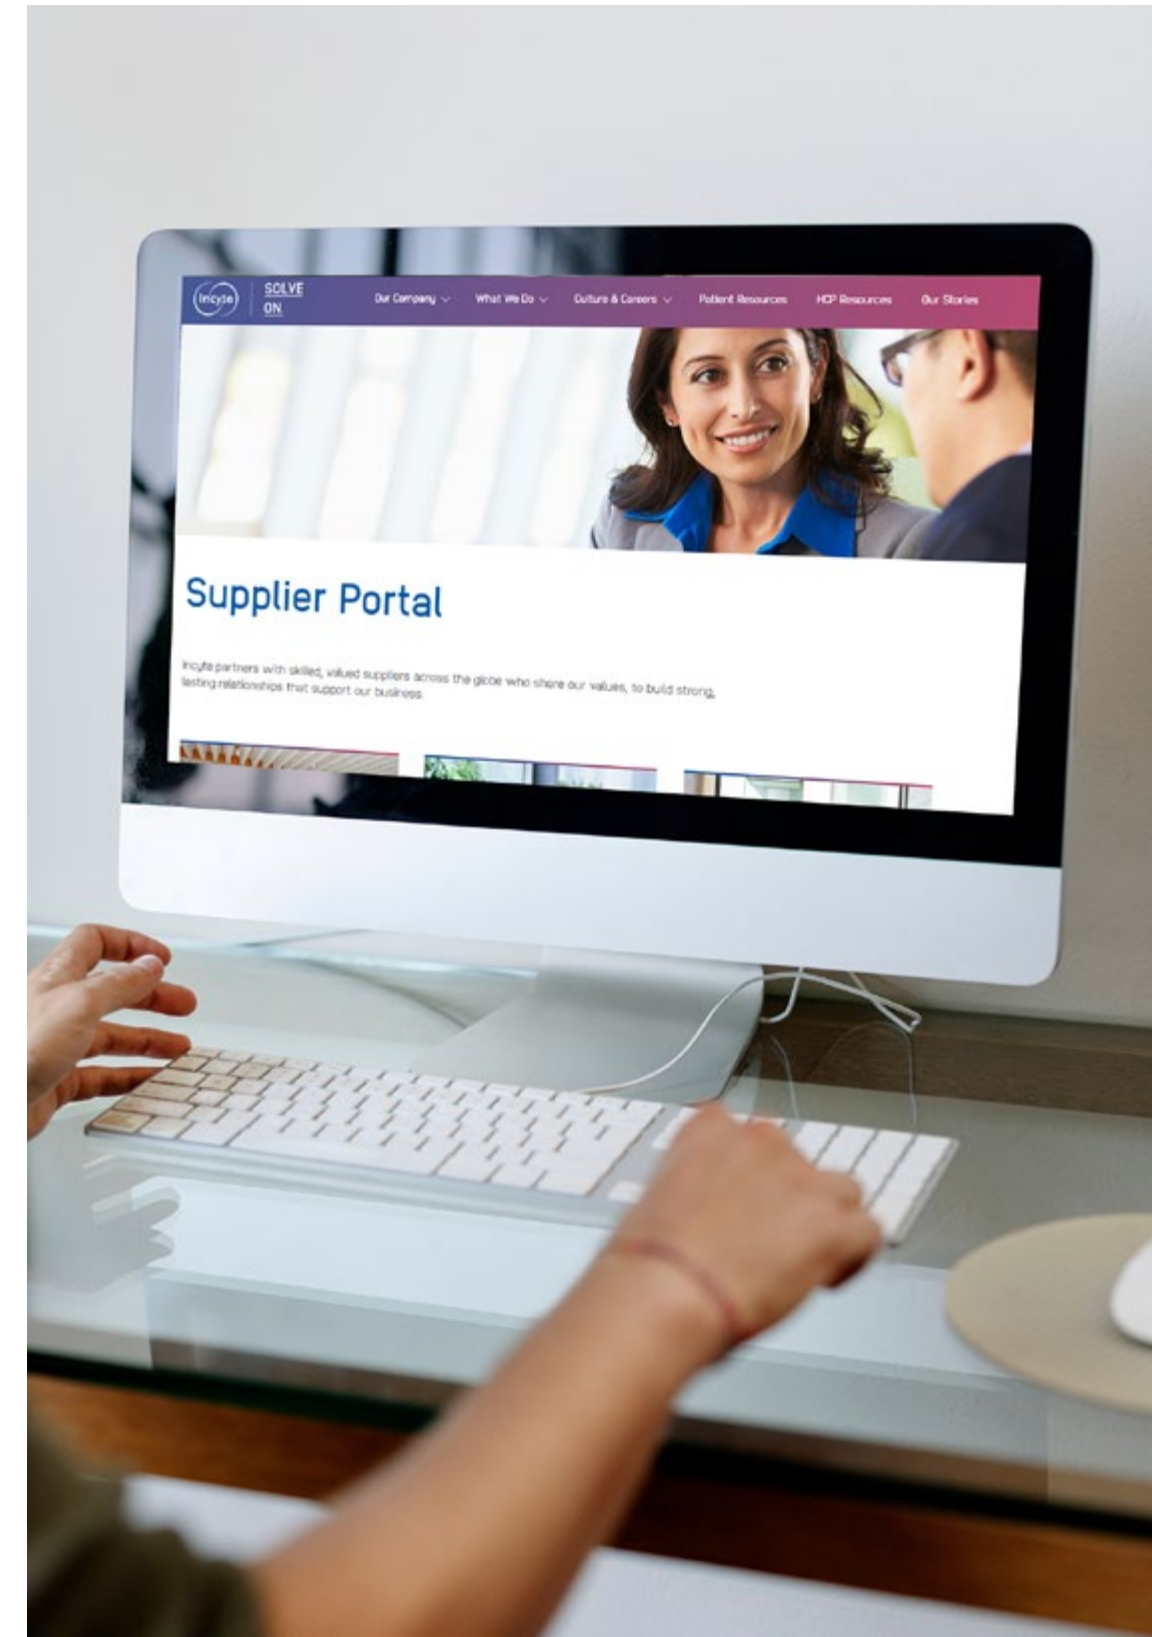 Incyte
SOLVE
ON.
Our Company
What We Do
Culture & Careers
Patient Resources
HCP Resources
Our Stories
Supplier Portal
Incyte partners with skilled, valued suppliers across the globe who share our values, to build strong,
lasting relationships that support our business.